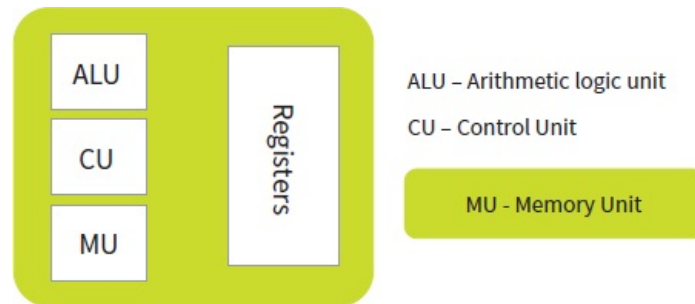 ALU
CU
MU
Registers
ALU – Arithmetic logic unit
CU – Control Unit
MU - Memory Unit